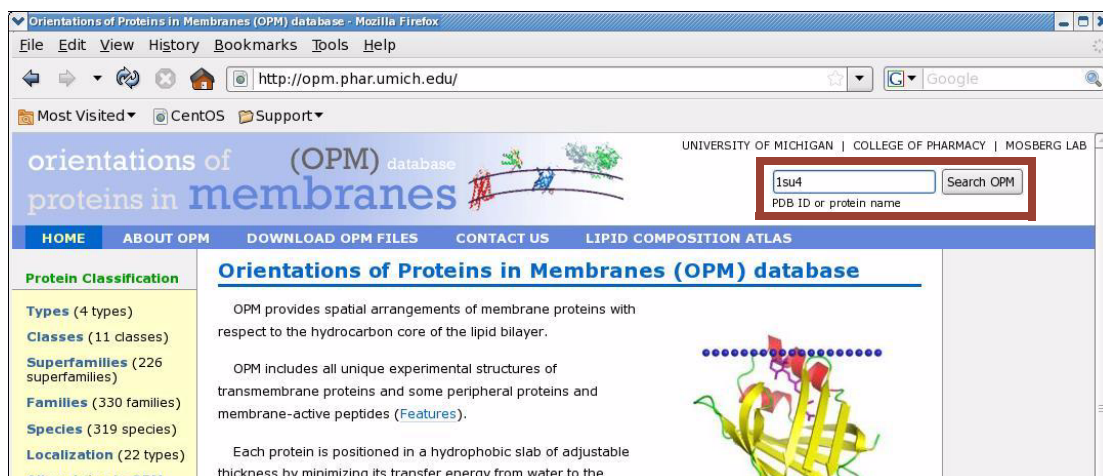 Orientations of Proteins in Membranes (OPM) database - Mozilla Firefox
File Edit View History Bookmarks Tools Help
http://opm.phar.umich.edu/
G Google
Most Visited CentOS Support
UNIVERSITY OF MICHIGAN | COLLEGE OF PHARMACY | MOSBERG LAB
orientations of (OPM) database
proteins in membranes
1su4 Search OPM
PDB ID or protein name
HOME ABOUT OPM DOWNLOAD OPM FILES CONTACT US LIPID COMPOSITION ATLAS
Protein Classification
Types (4 types)
Classes (11 classes)
Superfamilies (226
superfamilies)
Families (330 families)
Species (319 species)
Localization (22 types)
Orientations of Proteins in Membranes (OPM) database
OPM provides spatial arrangements of membrane proteins with
respect to the hydrocarbon core of the lipid bilayer.
OPM includes all unique experimental structures of
transmembrane proteins and some peripheral proteins and
membrane-active peptides (Features).
Each protein is positioned in a hydrophobic slab of adjustable
thickness by minimizing its transfer energy from water to the